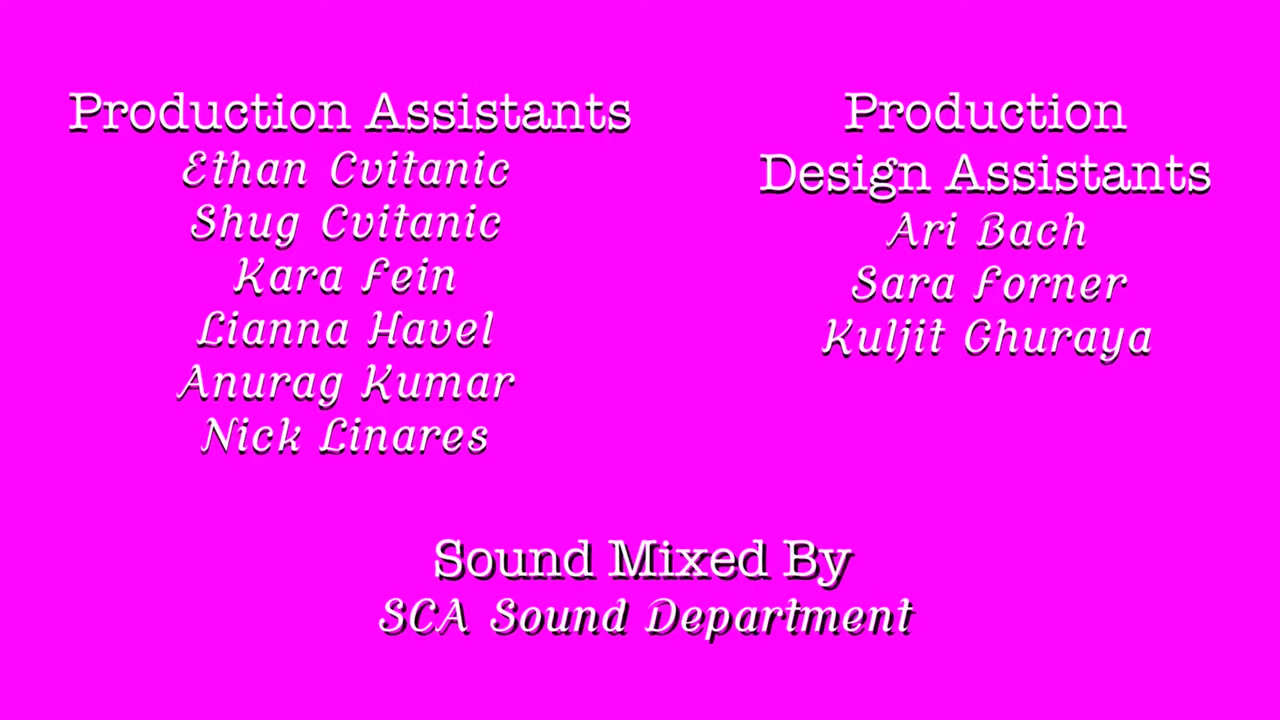 Production Assistants
Ethan Cvitanic
Shug Cvitanic
Kara Fein
Lianna Havel
Anurag Kumar
Nick Linares
Production
Design Assistants
Ari Bach
Sara Forner
Kuljit Ghuraya
Sound Mixed By
SCA Sound Department